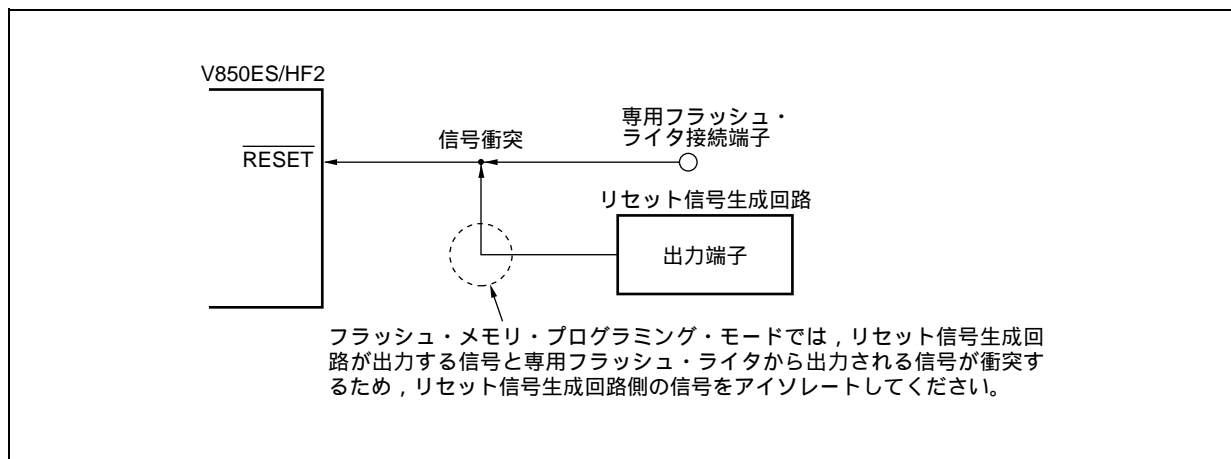 V850ES/HF2
専用フラッシュ・
ライタ接続端子
信号衝突
RESET
リセット信号生成回路
出力端子
フラッシュ・メモリ・プログラミング・モードでは，リセット信号生成回
路が出力する信号と専用フラッシュ・ライタから出力される信号が衝突す
るため，リセット信号生成回路側の信号をアイソレートしてください。